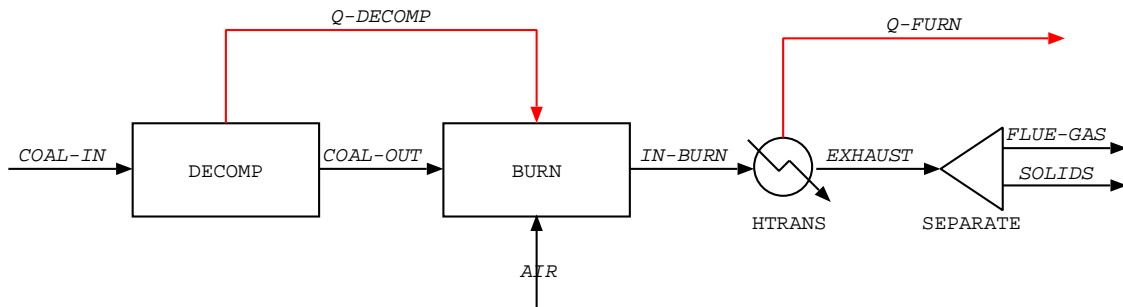 Q-DECOMP
Q-FURN
COAL-IN
DECOMP
COAL-OUT
BURN
IN-BURN
EXHAUST
FLUE-GAS
SOLIDS
HTRANS
SEPARATE
AIR